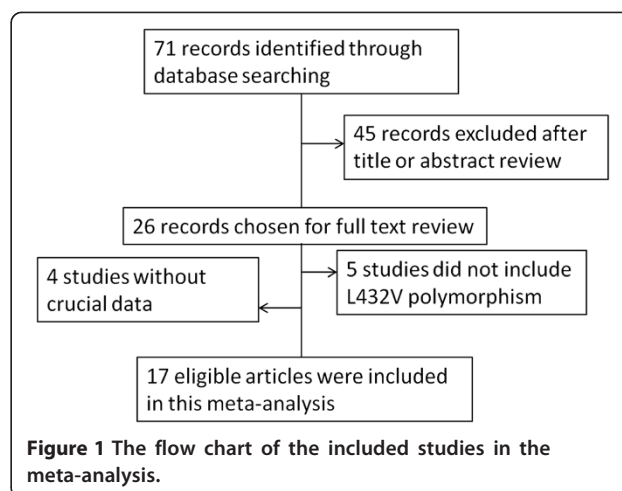 71 records identified through
database searching
45 records excluded after
title or abstract review
26 records chosen for full text review
4 studies without
crucial data
5 studies did not include
L432V polymorphism
17 eligible articles were included
in this meta-analysis
Figure 1 The flow chart of the included studies in the
meta-analysis.